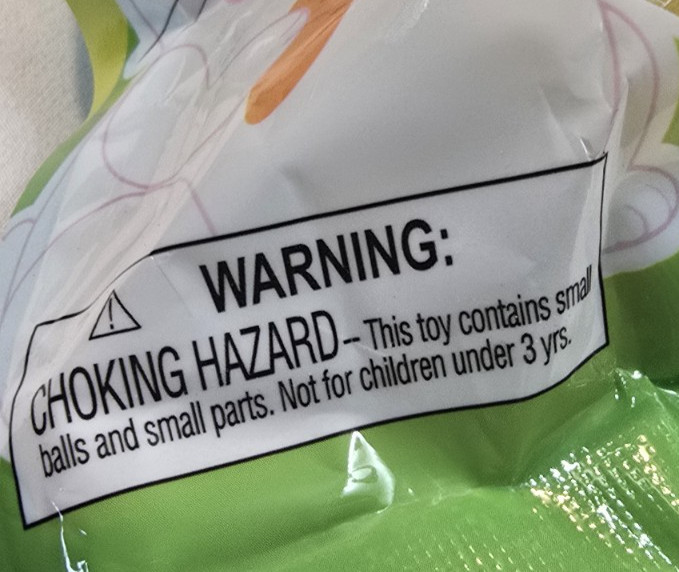 WARNING:
CHOKING HAZARD – This toy contains small
balls and small parts. Not for children under 3 yrs.